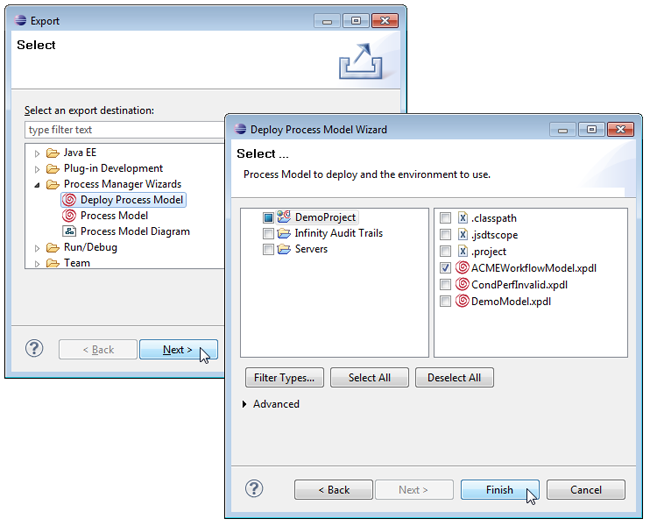 Export
Select
Select an export destination:
type filter text
Java EE
Plug-in Development
Process Manager Wizards
Deploy Process Model
Process Model
Process Model Diagram
Run/Debug
Team
?
< Back
Next >
Deploy Process Model Wizard
Select ...
Process Model to deploy and the environment to use.
DemoProject
Infinity Audit Trails
Servers
.classpath
.jsdtscope
.project
ACMEWorkflowModel.xpdl
CondPerfInvalid.xpdl
DemoModel.xpdl
Filter Types...
Select All
Deselect All
Advanced
?
< Back
Next >
Finish
Cancel